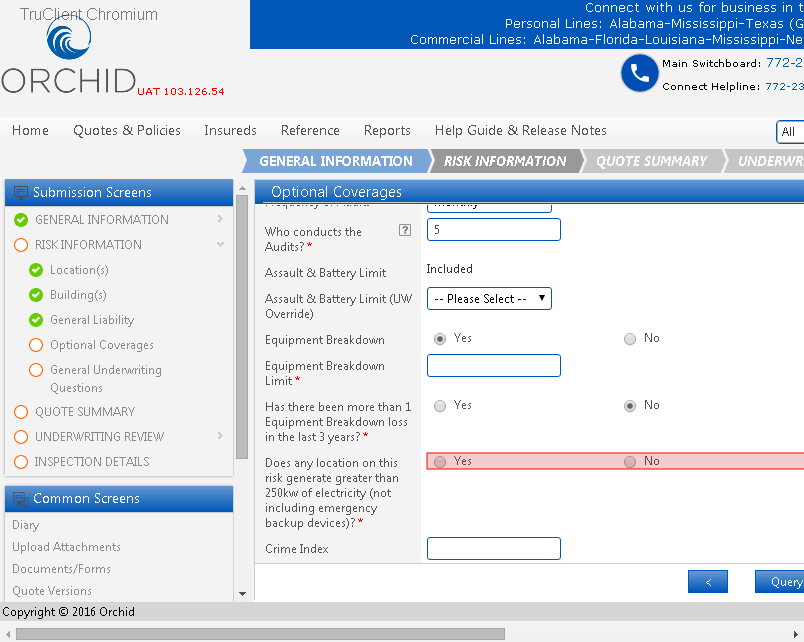 TruClient Chromium
Connect with us for business in t
Personal Lines: Alabama-Mississippi-Texas (G
Commercial Lines: Alabama-Florida-Louisiana-Mississippi-Ne
ORCHID
UAT 103.126.54
Main Switchboard: 772-2
Connect Helpline: 772-23
Home Quotes & Policies Insureds Reference Reports Help Guide & Release Notes All
GENERAL INFORMATION RISK INFORMATION QUOTE SUMMARY UNDERWR
Submission Screens
GENERAL INFORMATION
RISK INFORMATION
Location(s)
Building(s)
General Liability
Optional Coverages
General Underwriting
Questions
QUOTE SUMMARY
UNDERWRITING REVIEW
INSPECTION DETAILS
Common Screens
Diary
Upload Attachments
Documents/Forms
Quote Versions
Optional Coverages
Who conducts the ? 5
Audits? *
Assault & Battery Limit Included
Assault & Battery Limit (UW -- Please Select --
Override)
Equipment Breakdown Yes No
Equipment Breakdown
Limit *
Has there been more than 1 Yes No
Equipment Breakdown loss
in the last 3 years? *
Does any location on this Yes No
risk generate greater than
250kw of electricity (not
including emergency
backup devices)? *
Crime Index
< Query
Copyright © 2016 Orchid